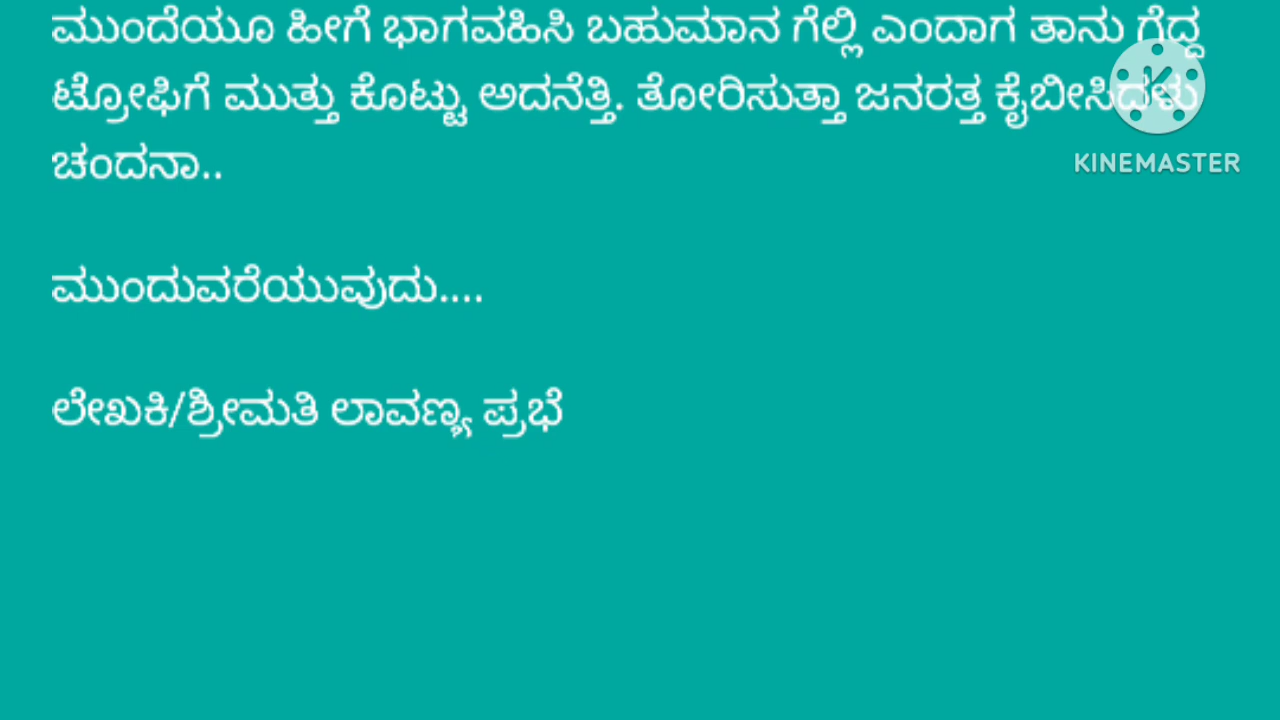 ಮುಂದೆಯೂ ಹೀಗೆ ಭಾಗವಹಿಸಿ ಬಹುಮಾನ ಗೆಲ್ಲಿ ಎಂದಾಗ ತಾನು ಗೆದ್ದ
ಟ್ರೋಫಿಗೆ ಮುತ್ತು ಕೊಟ್ಟು ಅದನೆತ್ತಿ. ತೋರಿಸುತ್ತಾ ಜನರತ್ತ ಕೈಬೀಸಿದಳು
KINEMASTER
ಚಂದನಾ..
ಮುಂದುವರೆಯುವುದು....
ಲೇಖಕಿ/ಶ್ರೀಮತಿ ಲಾವಣ್ಯ ಪ್ರಭೆ